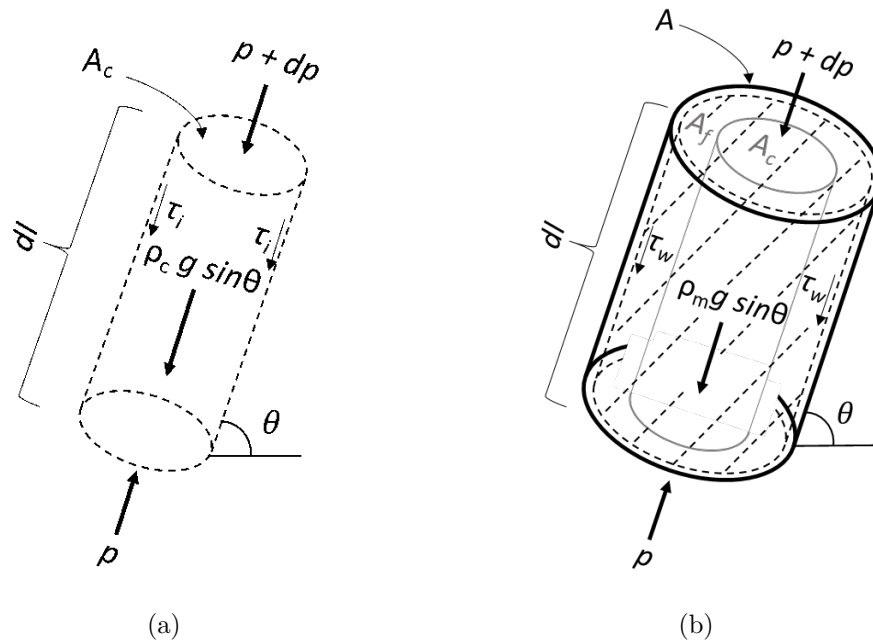 A_c
p + dp
dl
τ_i
τ_i
ρ_c g sinθ
θ
p
(a)
A
p + dp
A_f
A_c
dl
τ_w
τ_w
ρ_m g sinθ
θ
p
(b)